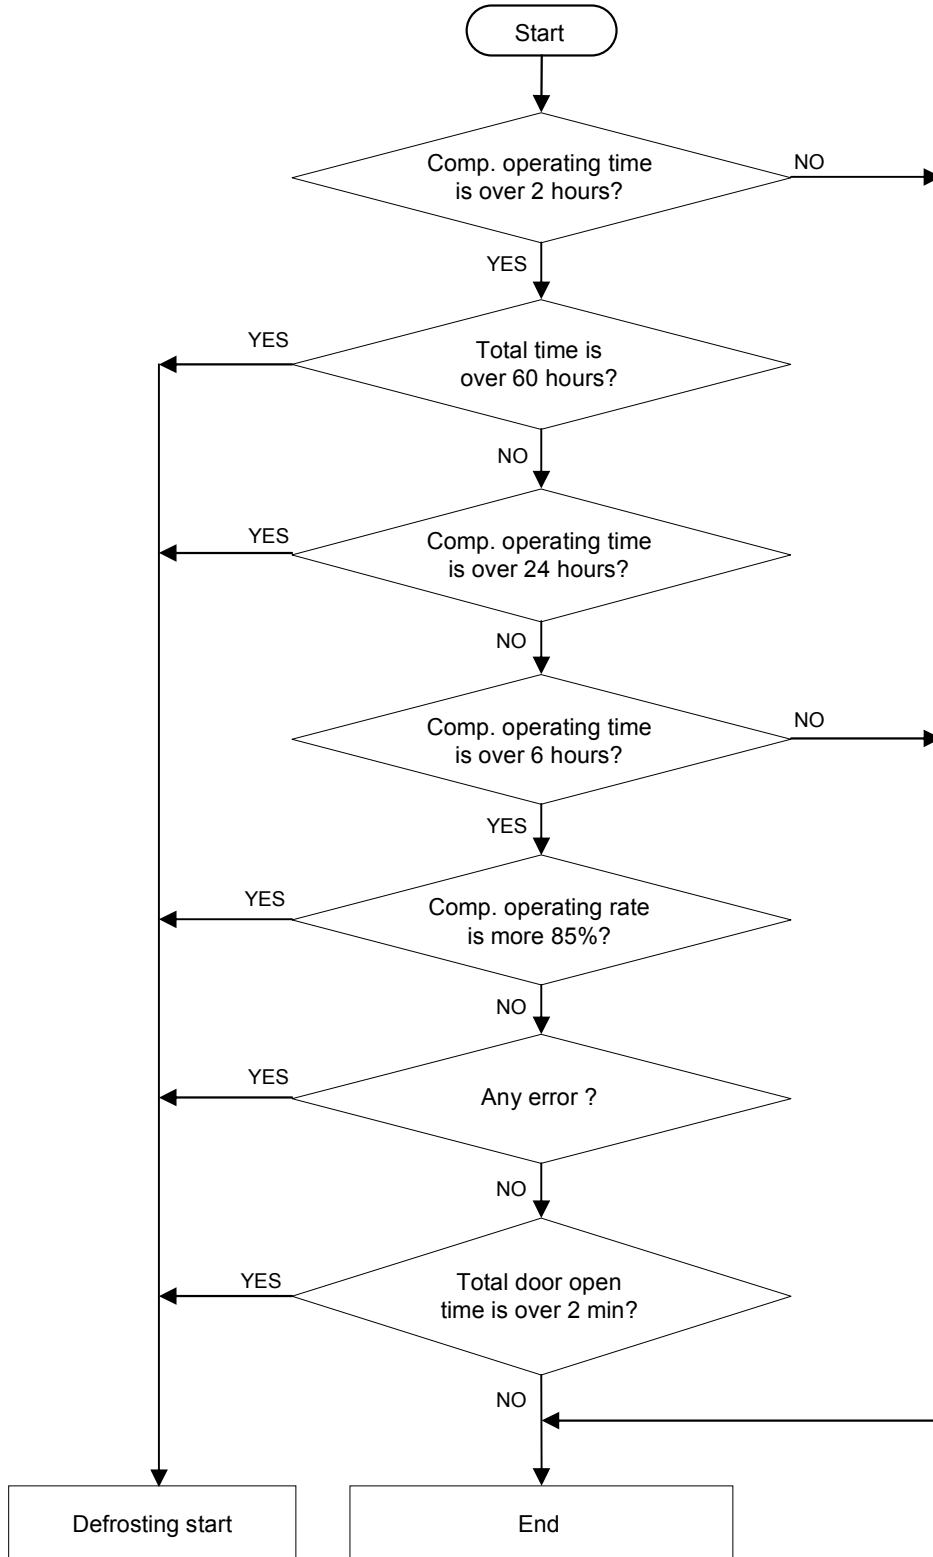 Start
Comp. operating time
is over 2 hours?
NO
YES
YES
Total time is
over 60 hours?
NO
YES
Comp. operating time
is over 24 hours?
NO
Comp. operating time
is over 6 hours?
NO
YES
YES
Comp. operating rate
is more 85%?
NO
YES
Any error ?
NO
YES
Total door open
time is over 2 min?
NO
Defrosting start
End